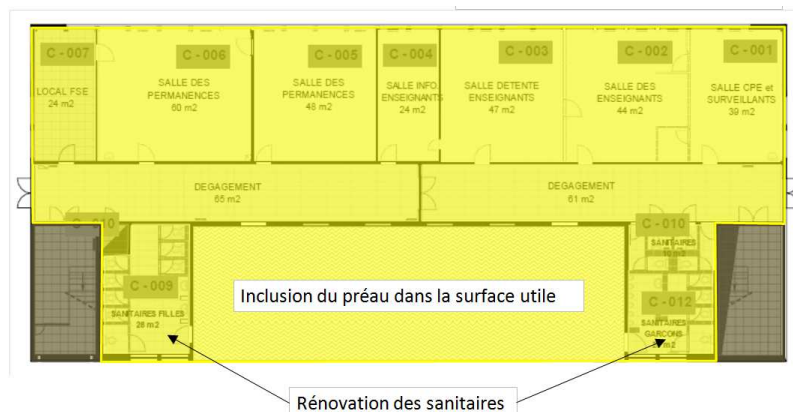 C - 007
C - 006
C - 005
C - 004
C - 003
C - 002
C - 001
LOCAL FSE
24 m2
SALLE DES
PERMANENCES
60 m2
SALLE DES
PERMANENCES
48 m2
SALLE INFO.
ENSEIGNANTS
24 m2
SALLE DETENTE
ENSEIGNANTS
47 m2
SALLE DES
ENSEIGNANTS
44 m2
SALLE CPE et
SURVEILLANTS
39 m2
DEGAGEMENT
65 m2
DEGAGEMENT
61 m2
C - 010
C - 010
SANITAIRES
C - 009
SANITAIRES FILLES
28 m2
Inclusion du préau dans la surface utile
C - 012
SANITAIRES
GARCONS
m2
Rénovation des sanitaires